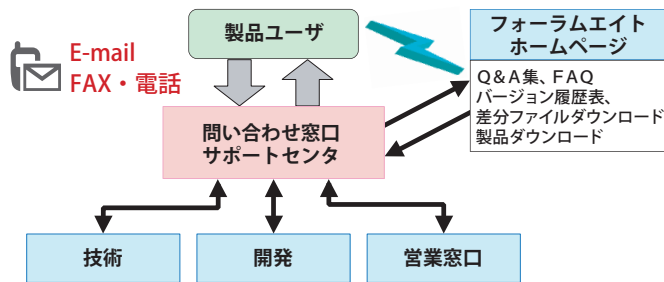 製品ユーザ
E-mail
FAX・電話
フォーラムエイト
ホームページ
Q&A集、FAQ
バージョン履歴表、
差分ファイルダウンロード
製品ダウンロード
問い合わせ窓口
サポートセンタ
技術
開発
営業窓口